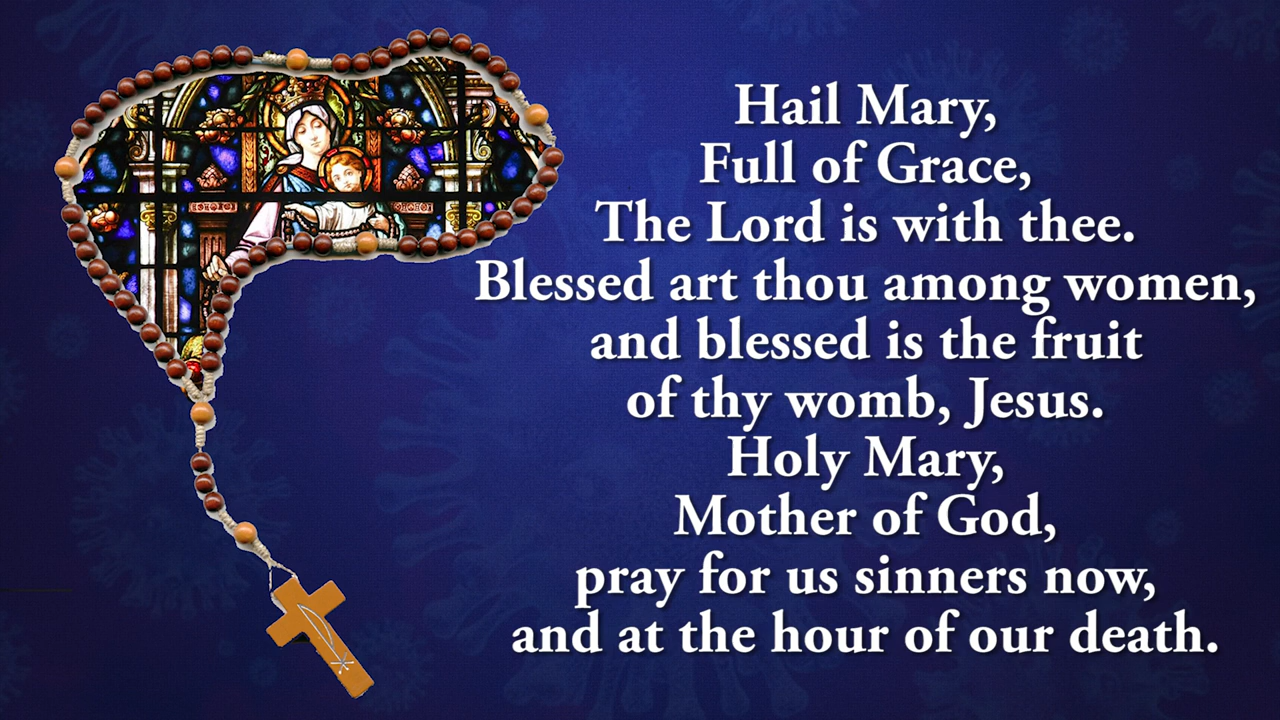 Hail Mary,
Full of Grace,
The Lord is with thee.
Blessed art thou among women,
and blessed is the fruit
of thy womb, Jesus.
Holy Mary,
Mother of God,
pray for us sinners now,
and at the hour of our death.